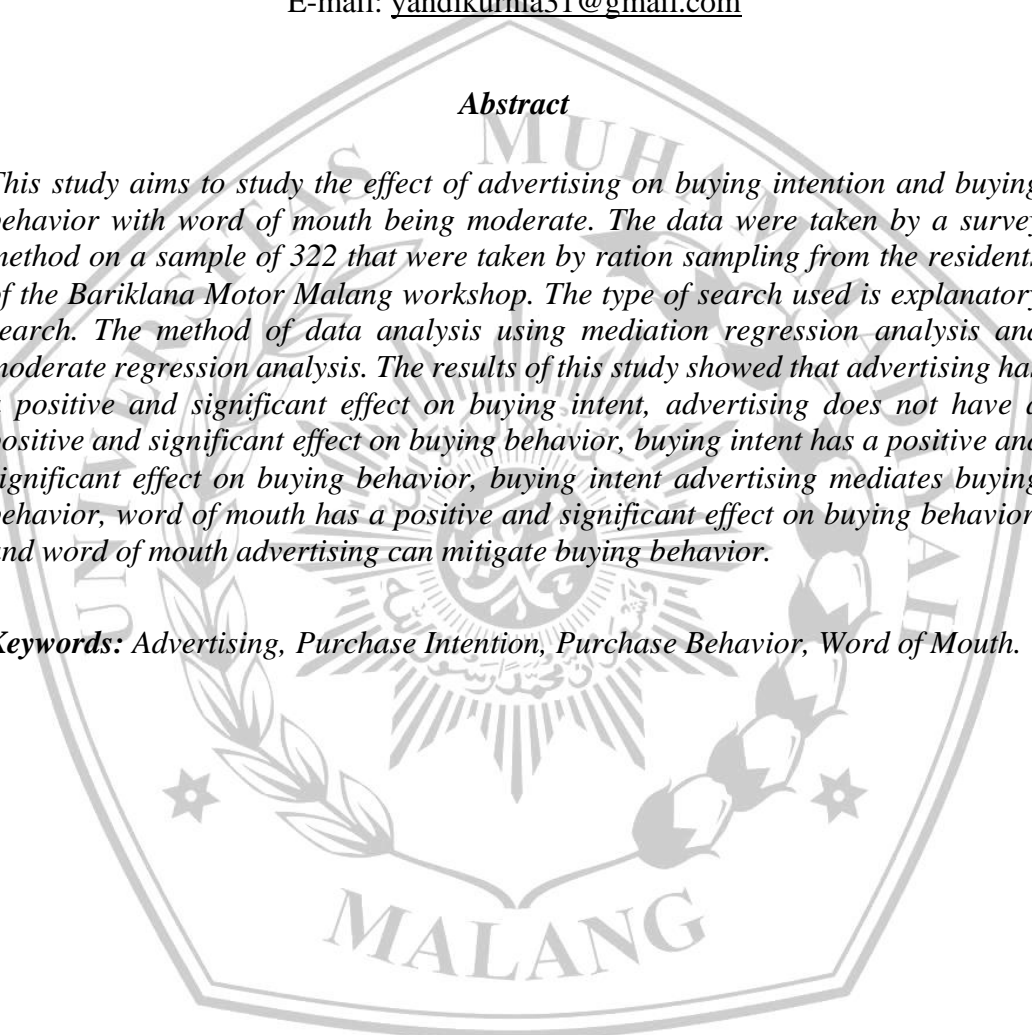 E-mail: yandikurnia31@gmail.com
Abstract
This study aims to study the effect of advertising on buying
behavior with word of mouth being moderate. The data were taken by a survey
method on a sample of 322 that were taken by ration sampling from the residents
of the Bariklana Motor Malang workshop. The type of search used is explanatory
search. The method of data analysis using mediation regression analysis and
moderate regression analysis. The results of this study showed that advertising has
a positive and significant effect on buying intent, advertising does not have a
positive and significant effect on buying behavior, buying intent has a positive and
significant effect on buying behavior, buying intent advertising mediates buying
behavior, word of mouth has a positive and significant effect on buying behavior
and word of mouth advertising can mitigate buying behavior.
Keywords: Advertising, Purchase Intention, Purchase Behavior, Word of Mouth.
UNIVERSITAS MUHAMMADIYAH
MALANG